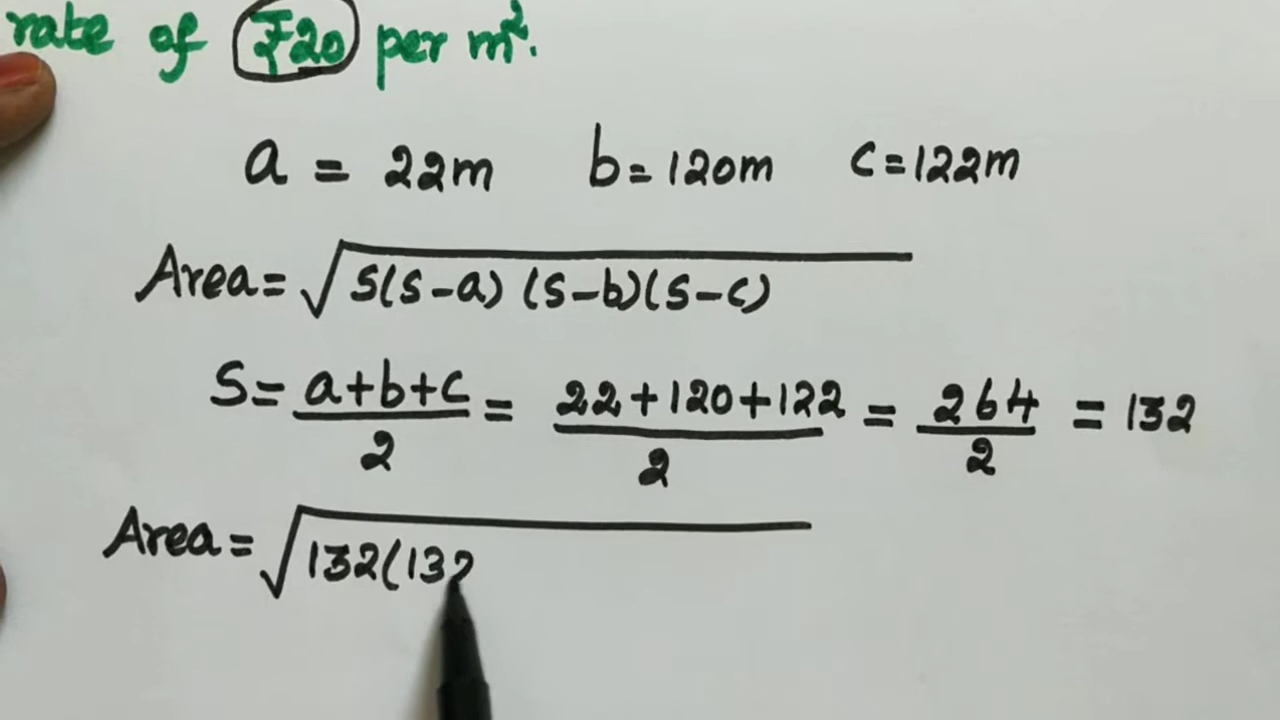 rate of ₹20 per m².
a = 22m b=120m c=122m
Area=√S(S-a) (S-b)(S-c)
S= a+b+c/2 = 22+120+122/2 = 264/2 = 132
Area=√132(132